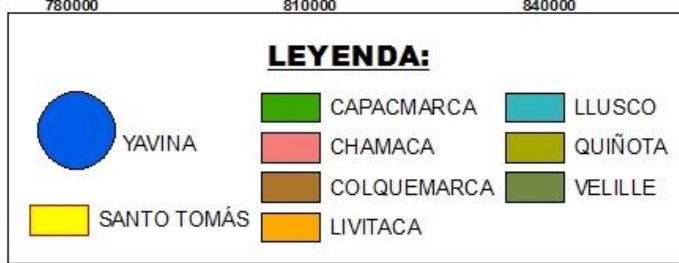 780000 810000 840000
LEYENDA:
YAVINA
SANTO TOMÁS
CAPACMARCA
CHAMACA
COLQUEMARCA
LIVITACA
LLUSCO
QUIÑOTA
VELILLE